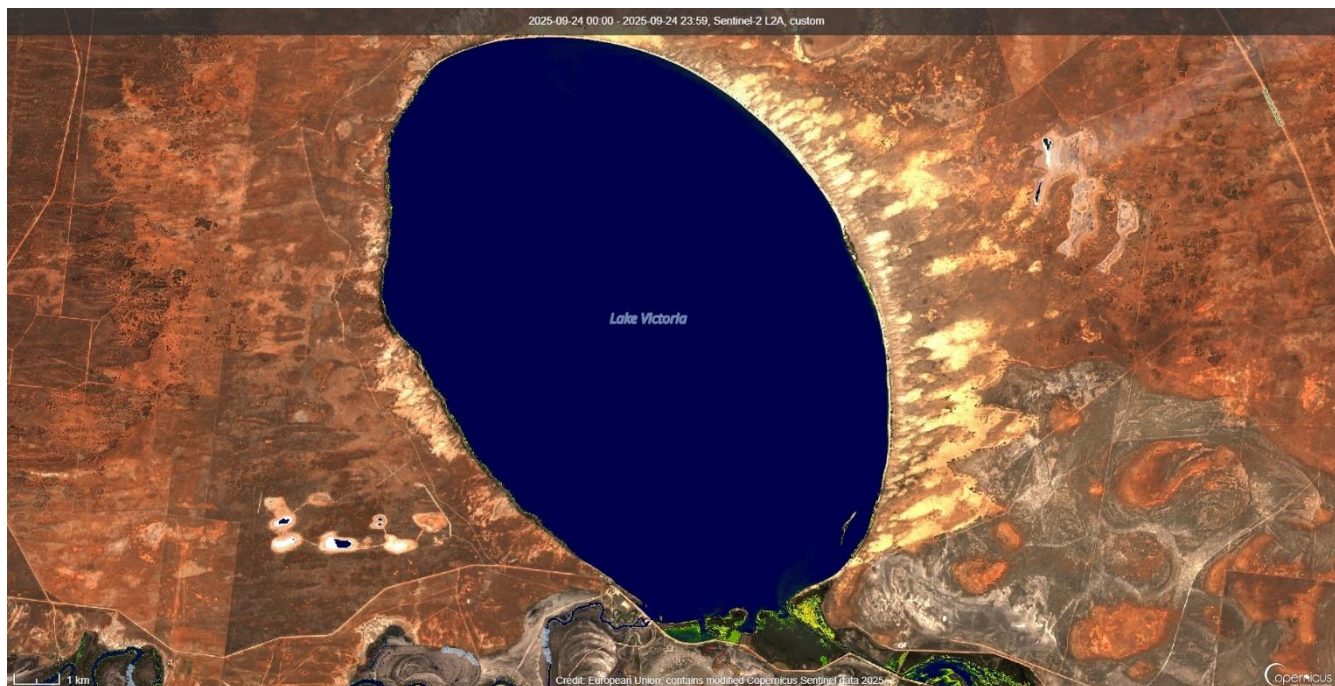 2025-09-24 00:00 - 2025-09-24 23:59, Sentinel-2 L2A, custom
Lake Victoria
1 km
Credit: European Union, contains modified Copernicus Sentinel data 2025
opernicus